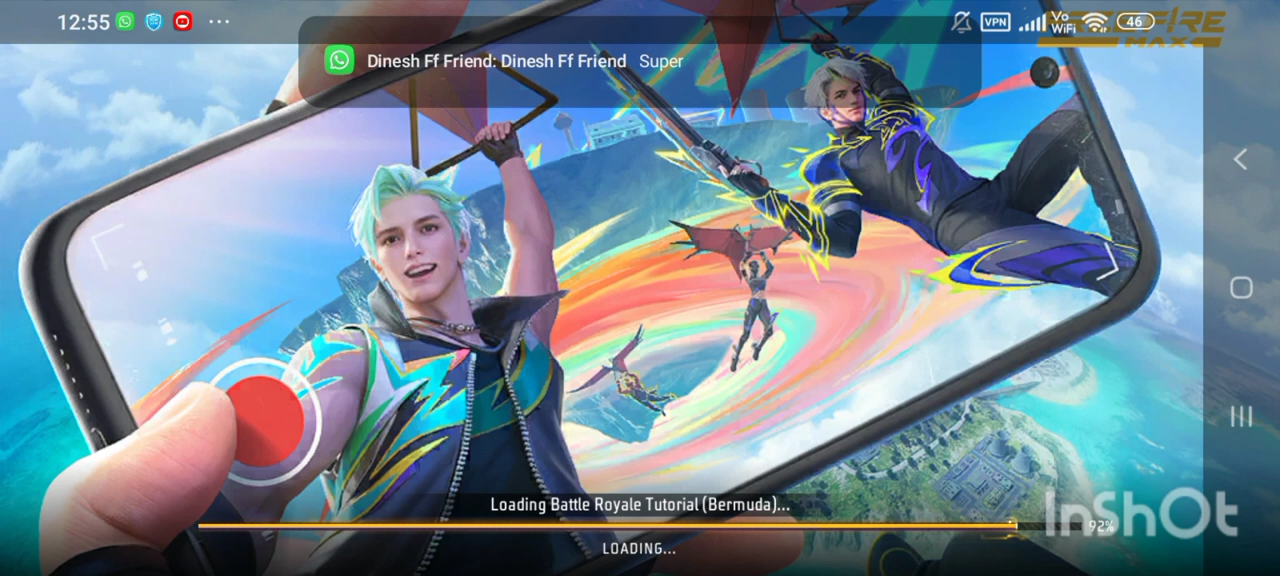 12:55
VPN
Vo
WiFi
46
FREEFIRE
MAX
Dinesh Ff Friend: Dinesh Ff Friend Super
Loading Battle Royale Tutorial (Bermuda)...
92%
LOADING...
InShOt